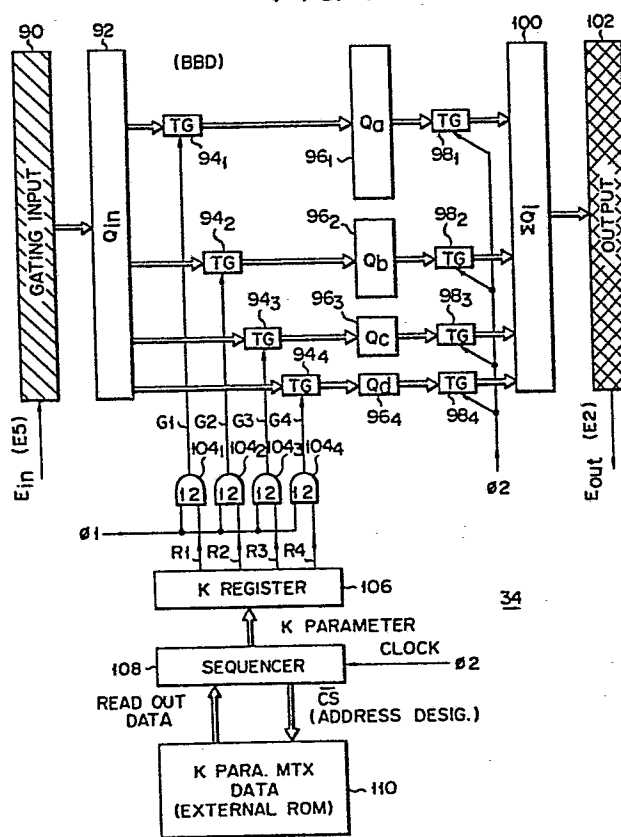 90
92
100
102
(BBD)
GATING INPUT
Qin
TG
94₁
Qa
96₁
TG
98₁
ΣQi
OUTPUT
94₂
TG
96₂
Qb
98₂
TG
94₃
TG
96₃
Qc
98₃
TG
94₄
TG
Qd
96₄
TG
98₄
Ein (E5)
G1
G2
G3
G4
104₁
104₂
104₃
104₄
12
12
12
12
ø2
Eout (E2)
ø1
R1
R2
R3
R4
K REGISTER
106
34
K PARAMETER
108
SEQUENCER
CLOCK
ø2
READ OUT
DATA
C̅S̅
(ADDRESS DESIG.)
K PARA. MTX
DATA
(EXTERNAL ROM)
110